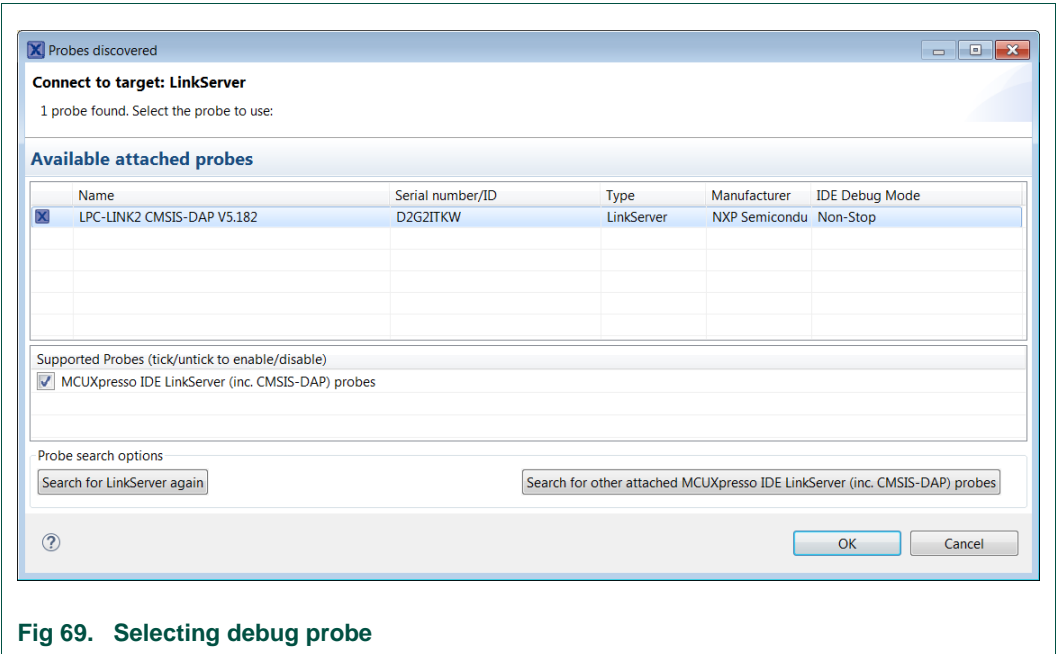 Probes discovered
Connect to target: LinkServer
1 probe found. Select the probe to use:
Available attached probes
Name Serial number/ID Type Manufacturer IDE Debug Mode
LPC-LINK2 CMSIS-DAP V5.182 D2G2ITKW LinkServer NXP Semicondu Non-Stop
Supported Probes (tick/untick to enable/disable)
MCUXpresso IDE LinkServer (inc. CMSIS-DAP) probes
Probe search options
Search for LinkServer again Search for other attached MCUXpresso IDE LinkServer (inc. CMSIS-DAP) probes
OK Cancel
Fig 69. Selecting debug probe